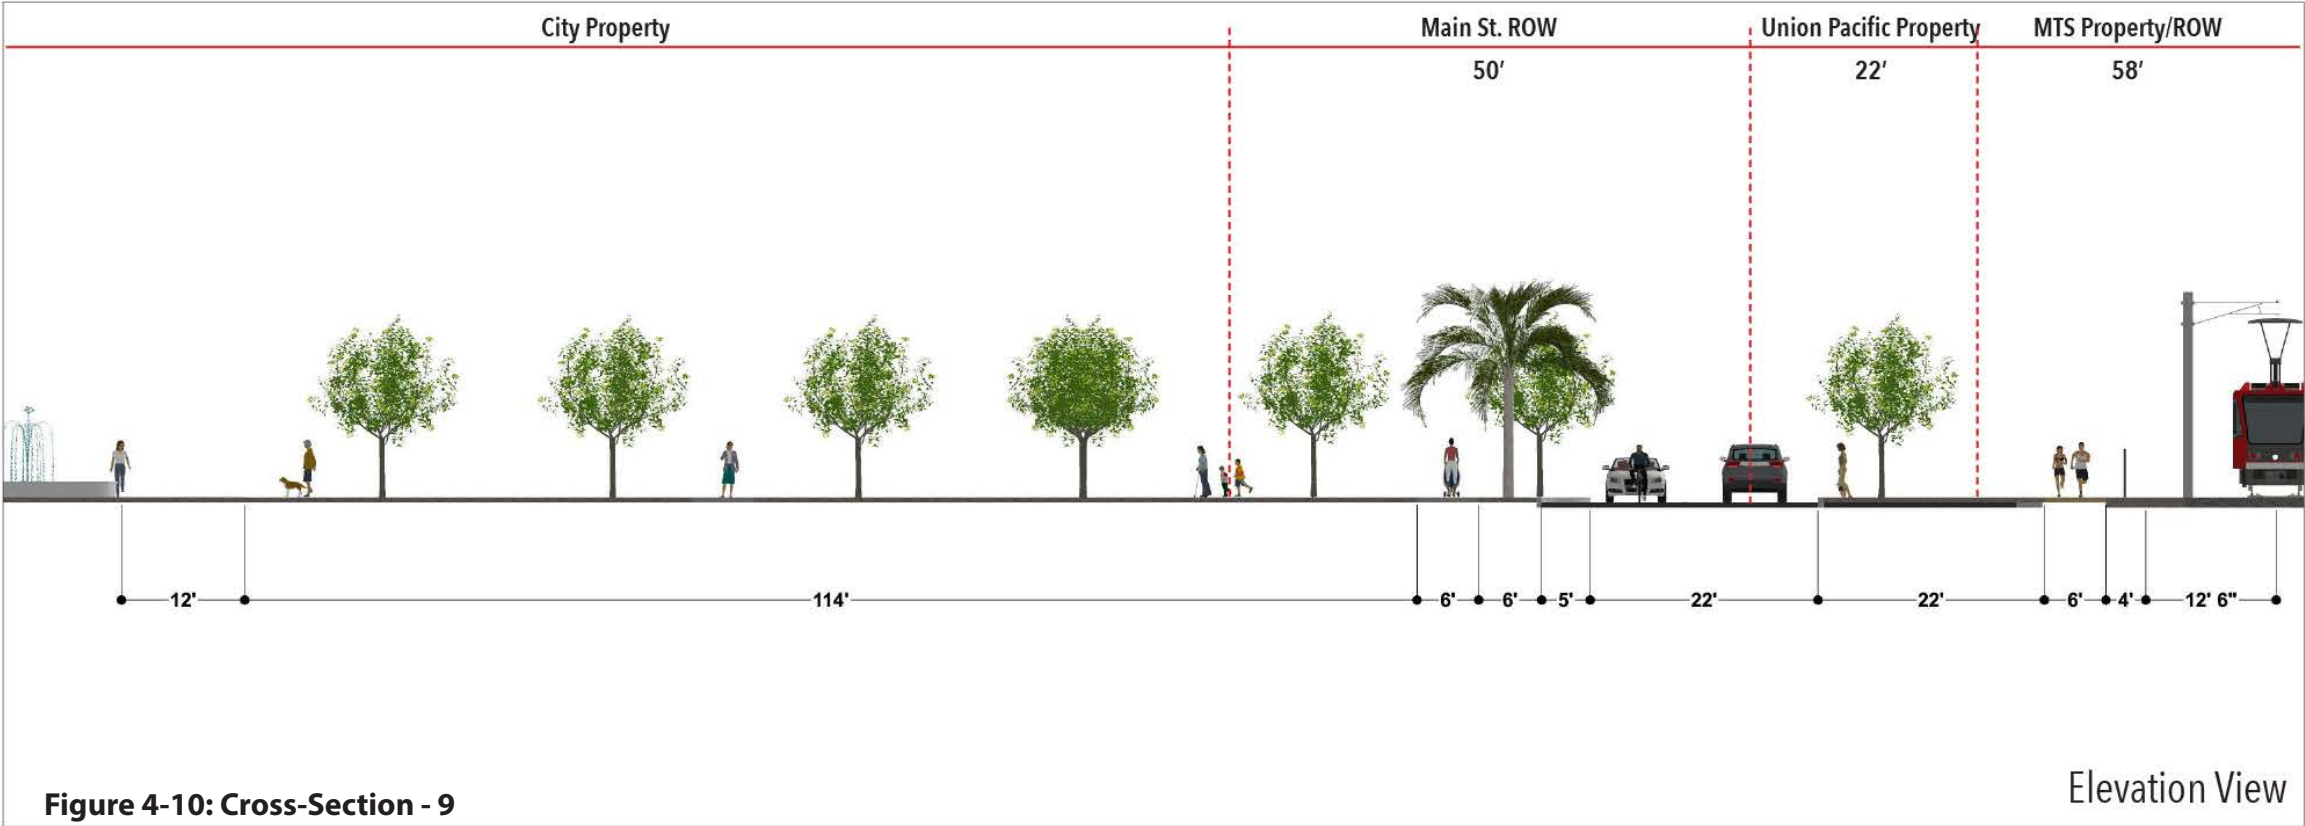 City Property
Main St. ROW
Union Pacific Property
MTS Property/ROW
50′
22′
58′
12'
114'
6'
6'
5'
22'
22'
6'
4'
12' 6"
Elevation View
Figure 4-10: Cross-Section - 9